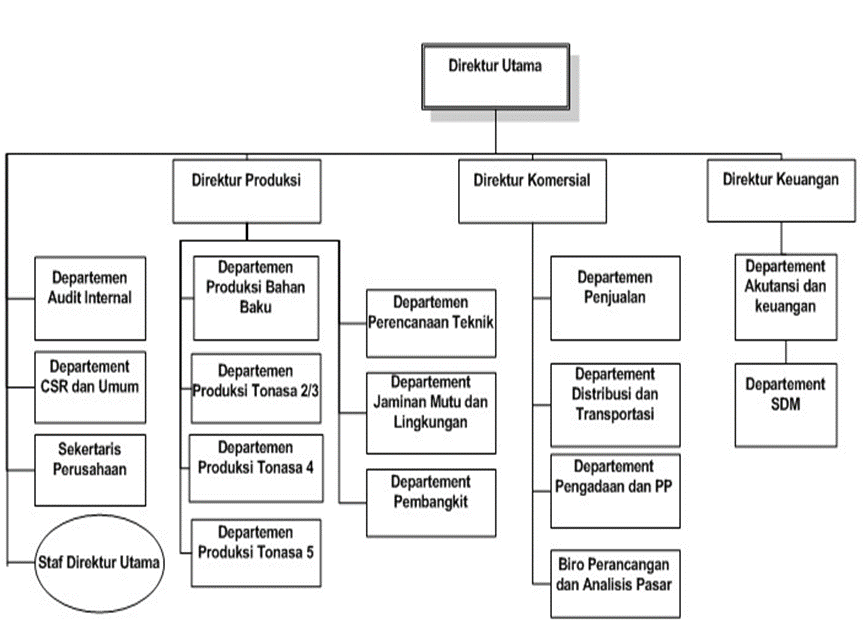 Direktur Utama
Direktur Produksi
Direktur Komersial
Direktur Keuangan
Departemen
Audit Internal
Departement
CSR dan Umum
Sekertaris
Perusahaan
Staf Direktur Utama
Departemen
Produksi Bahan
Baku
Departemen
Produksi Tonasa 2/3
Departemen
Produksi Tonasa 4
Departemen
Produksi Tonasa 5
Departemen
Perencanaan Teknik
Departement
Jaminan Mutu dan
Lingkungan
Departement
Pembangkit
Departemen
Penjualan
Departement
Distribusi dan
Transportasi
Departement
Pengadaan dan PP
Biro Perancangan
dan Analisis Pasar
Departement
Akutansi dan
keuangan
Departement
SDM